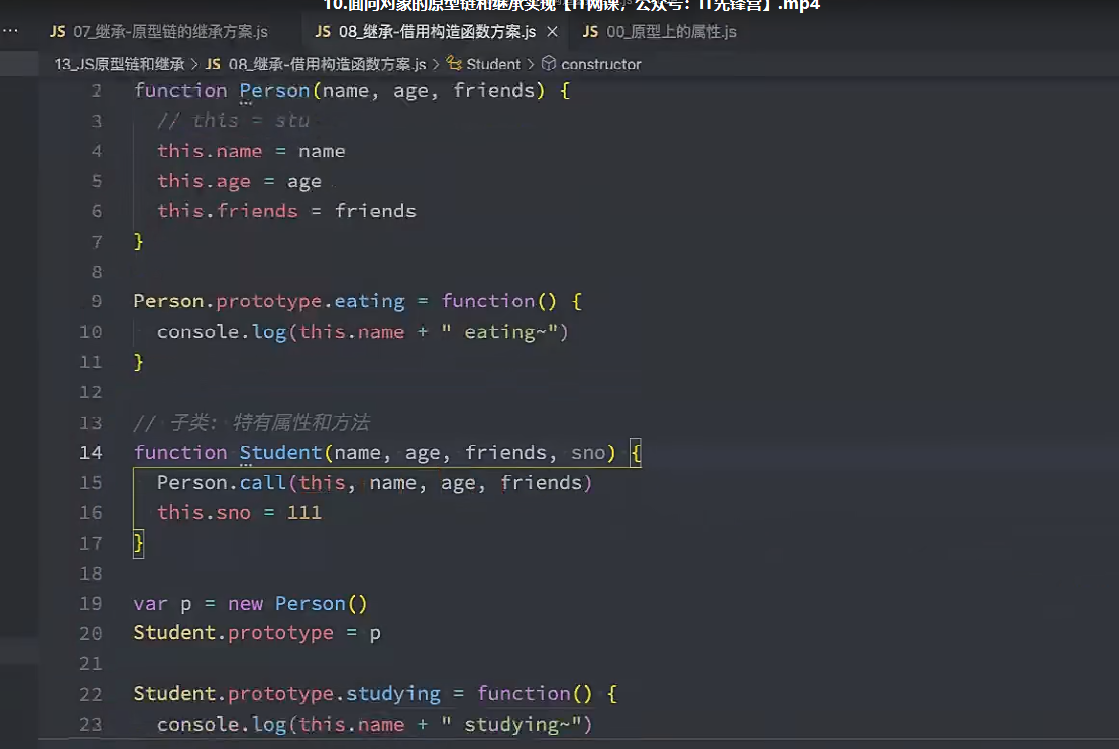 10.面向对象的原型链和继承实现【IT网课，公众号：IT先锋营】.mp4
... JS 07_继承-原型链的继承方案.js JS 08_继承-借用构造函数方案.js × JS 00_原型上的属性.js
13_JS原型链和继承 > JS 08_继承-借用构造函数方案.js > Student > constructor
2 function Person(name, age, friends) {
3 // this = stu
4 this.name = name
5 this.age = age
6 this.friends = friends
7 }
8
9 Person.prototype.eating = function() {
10 console.log(this.name + " eating~")
11 }
12
13 // 子类: 特有属性和方法
14 function Student(name, age, friends, sno) {
15 Person.call(this, name, age, friends)
16 this.sno = 111
17 }
18
19 var p = new Person()
20 Student.prototype = p
21
22 Student.prototype.studying = function() {
23 console.log(this.name + " studying~")